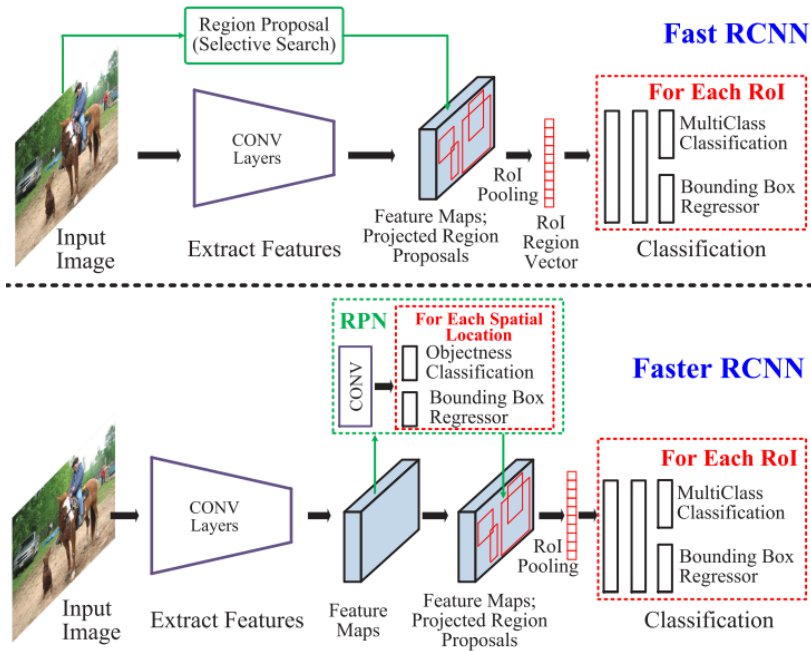 Region Proposal
(Selective Search)
Fast RCNN
CONV
Layers
For Each RoI
MultiClass
Classification
Bounding Box
Regressor
RoI
Pooling
Input
Image
Extract Features
Feature Maps;
Projected Region
Proposals
RoI
Region
Vector
Classification
RPN
For Each Spatial
Location
CONV
Objectness
Classification
Bounding Box
Regressor
Faster RCNN
CONV
Layers
For Each RoI
MultiClass
Classification
Bounding Box
Regressor
RoI
Pooling
Input
Image
Extract Features
Feature
Maps
Feature Maps;
Projected Region
Proposals
Classification